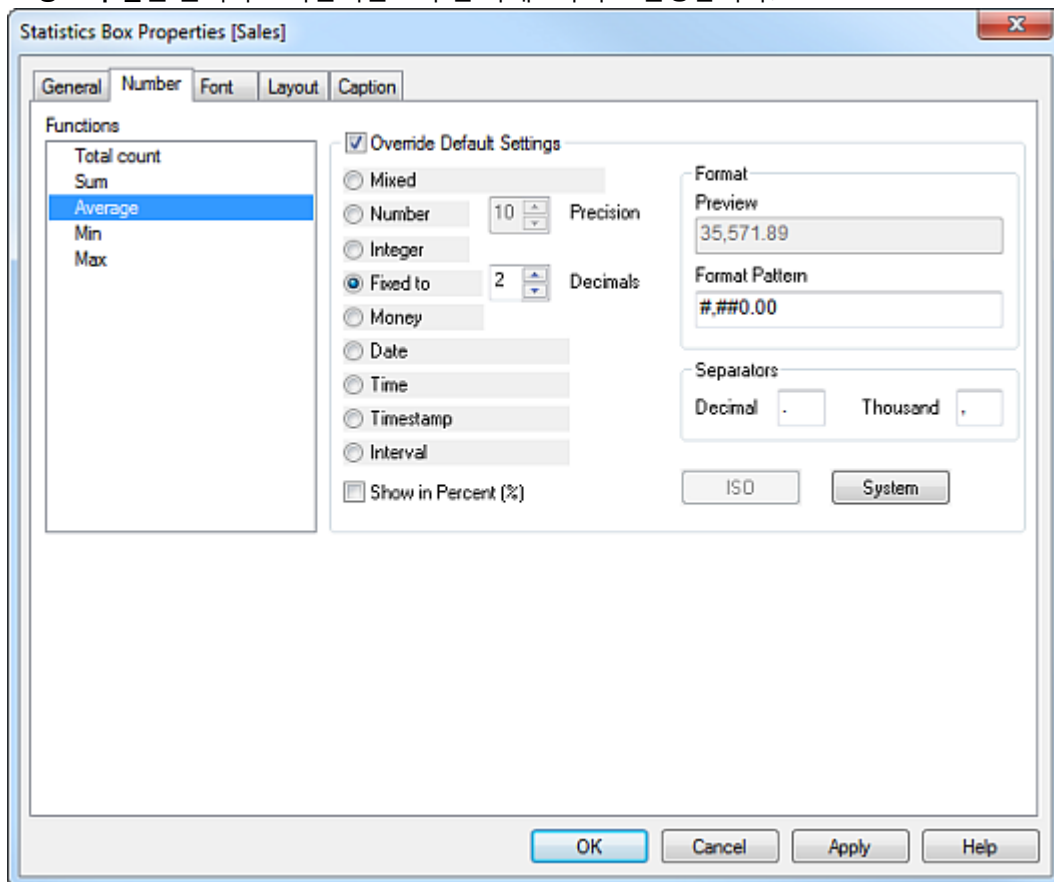 Statistics Box Properties [Sales]
General Number Font Layout Caption
Functions
Total count
Sum
Average
Min
Max
Override Default Settings
Mixed
Number 10 Precision
Integer
Fixed to 2 Decimals
Money
Date
Time
Timestamp
Interval
Show in Percent (%)
Format
Preview
35,571.89
Format Pattern
#,##0.00
Separators
Decimal . Thousand ,
ISO System
OK Cancel Apply Help